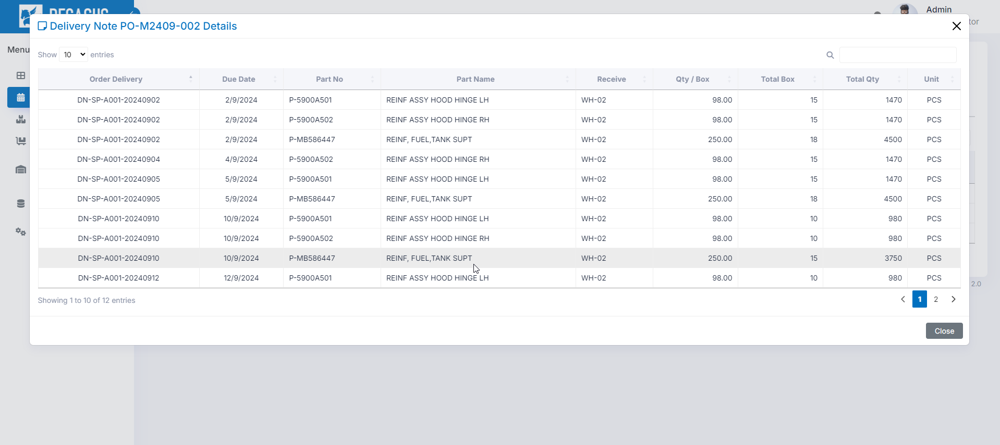 PEGASUS
Admin
tor
Delivery Note PO-M2409-002 Details
Menu
Show 10 entries
Order Delivery Due Date Part No Part Name Receive Qty / Box Total Box Total Qty Unit
DN-SP-A001-20240902 2/9/2024 P-5900A501 REINF ASSY HOOD HINGE LH WH-02 98.00 15 1470 PCS
DN-SP-A001-20240902 2/9/2024 P-5900A502 REINF ASSY HOOD HINGE RH WH-02 98.00 15 1470 PCS
DN-SP-A001-20240902 2/9/2024 P-MB586447 REINF, FUEL,TANK SUPT WH-02 250.00 18 4500 PCS
DN-SP-A001-20240904 4/9/2024 P-5900A502 REINF ASSY HOOD HINGE RH WH-02 98.00 15 1470 PCS
DN-SP-A001-20240905 5/9/2024 P-5900A501 REINF ASSY HOOD HINGE LH WH-02 98.00 15 1470 PCS
DN-SP-A001-20240905 5/9/2024 P-MB586447 REINF, FUEL,TANK SUPT WH-02 250.00 18 4500 PCS
DN-SP-A001-20240910 10/9/2024 P-5900A501 REINF ASSY HOOD HINGE LH WH-02 98.00 10 980 PCS
DN-SP-A001-20240910 10/9/2024 P-5900A502 REINF ASSY HOOD HINGE RH WH-02 98.00 10 980 PCS
DN-SP-A001-20240910 10/9/2024 P-MB586447 REINF, FUEL,TANK SUPT WH-02 250.00 15 3750 PCS
DN-SP-A001-20240912 12/9/2024 P-5900A501 REINF ASSY HOOD HINGE LH WH-02 98.00 10 980 PCS
2.0
Showing 1 to 10 of 12 entries
1 2
Close